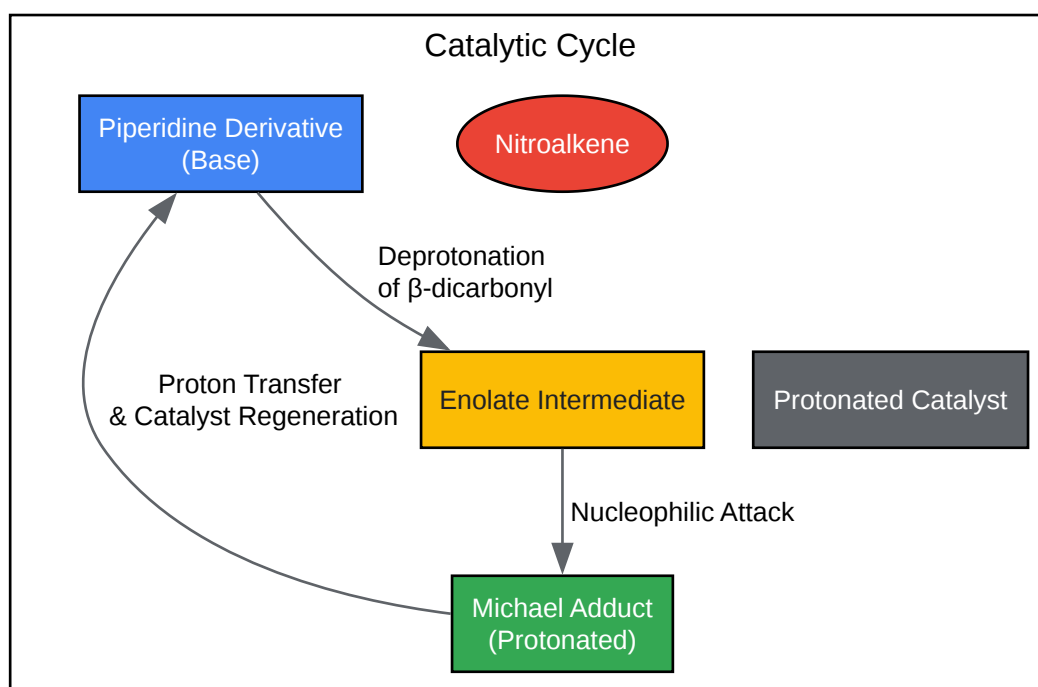 Catalytic Cycle
Piperidine Derivative
(Base)
Nitroalkene
Deprotonation
of β-dicarbonyl
Proton Transfer
& Catalyst Regeneration
Enolate Intermediate
Protonated Catalyst
Nucleophilic Attack
Michael Adduct
(Protonated)